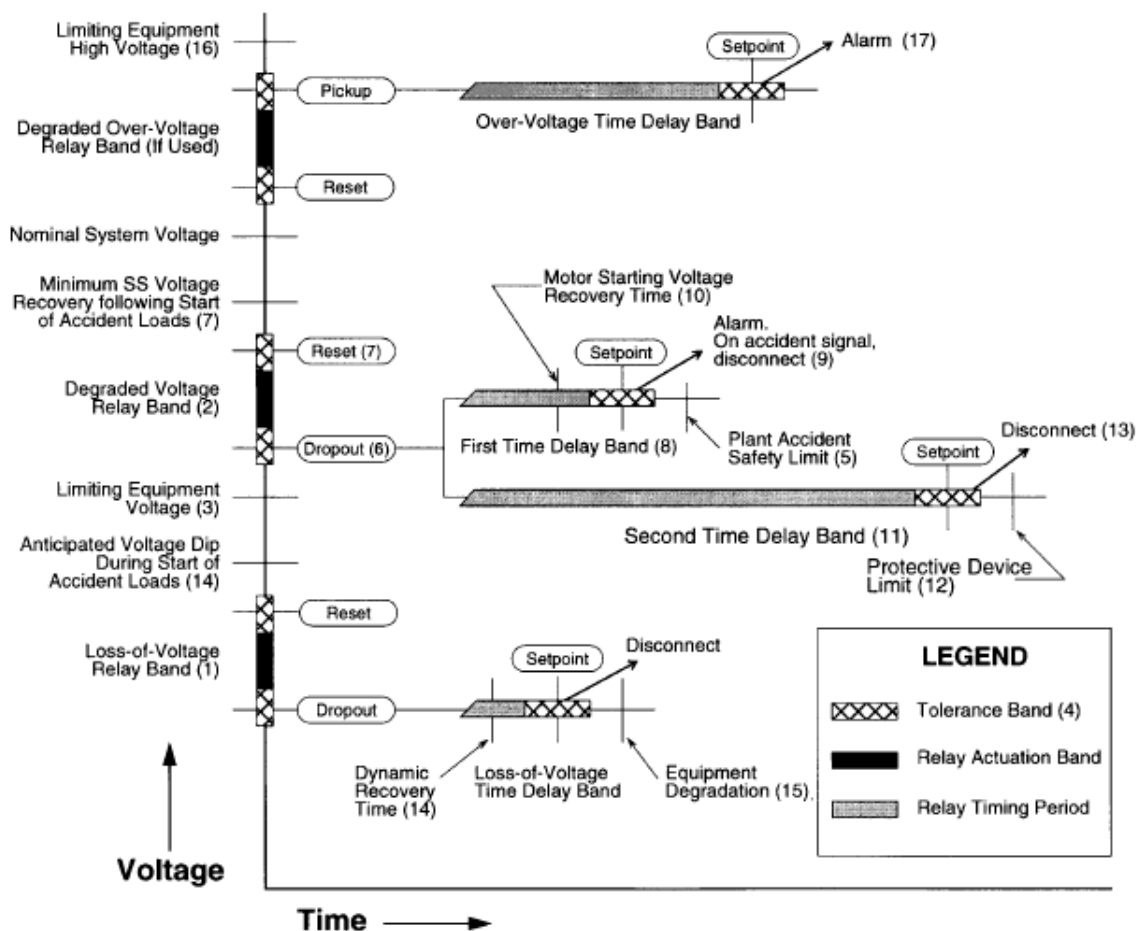 Limiting Equipment
High Voltage (16)
Setpoint
Alarm (17)
Pickup
Over-Voltage Time Delay Band
Degraded Over-Voltage
Relay Band (If Used)
Reset
Nominal System Voltage
Minimum SS Voltage
Recovery following Start
of Accident Loads (7)
Motor Starting Voltage
Recovery Time (10)
Alarm.
On accident signal,
disconnect (9)
Reset (7)
Setpoint
Degraded Voltage
Relay Band (2)
Dropout (6)
First Time Delay Band (8)
Plant Accident
Safety Limit (5)
Disconnect (13)
Setpoint
Limiting Equipment
Voltage (3)
Second Time Delay Band (11)
Anticipated Voltage Dip
During Start of
Accident Loads (14)
Protective Device
Limit (12)
Reset
Loss-of-Voltage
Relay Band (1)
Setpoint
Disconnect
Dropout
Dynamic
Recovery
Time (14)
Loss-of-Voltage
Time Delay Band
Equipment
Degradation (15).
LEGEND
Tolerance Band (4)
Relay Actuation Band
Relay Timing Period
Voltage
Time